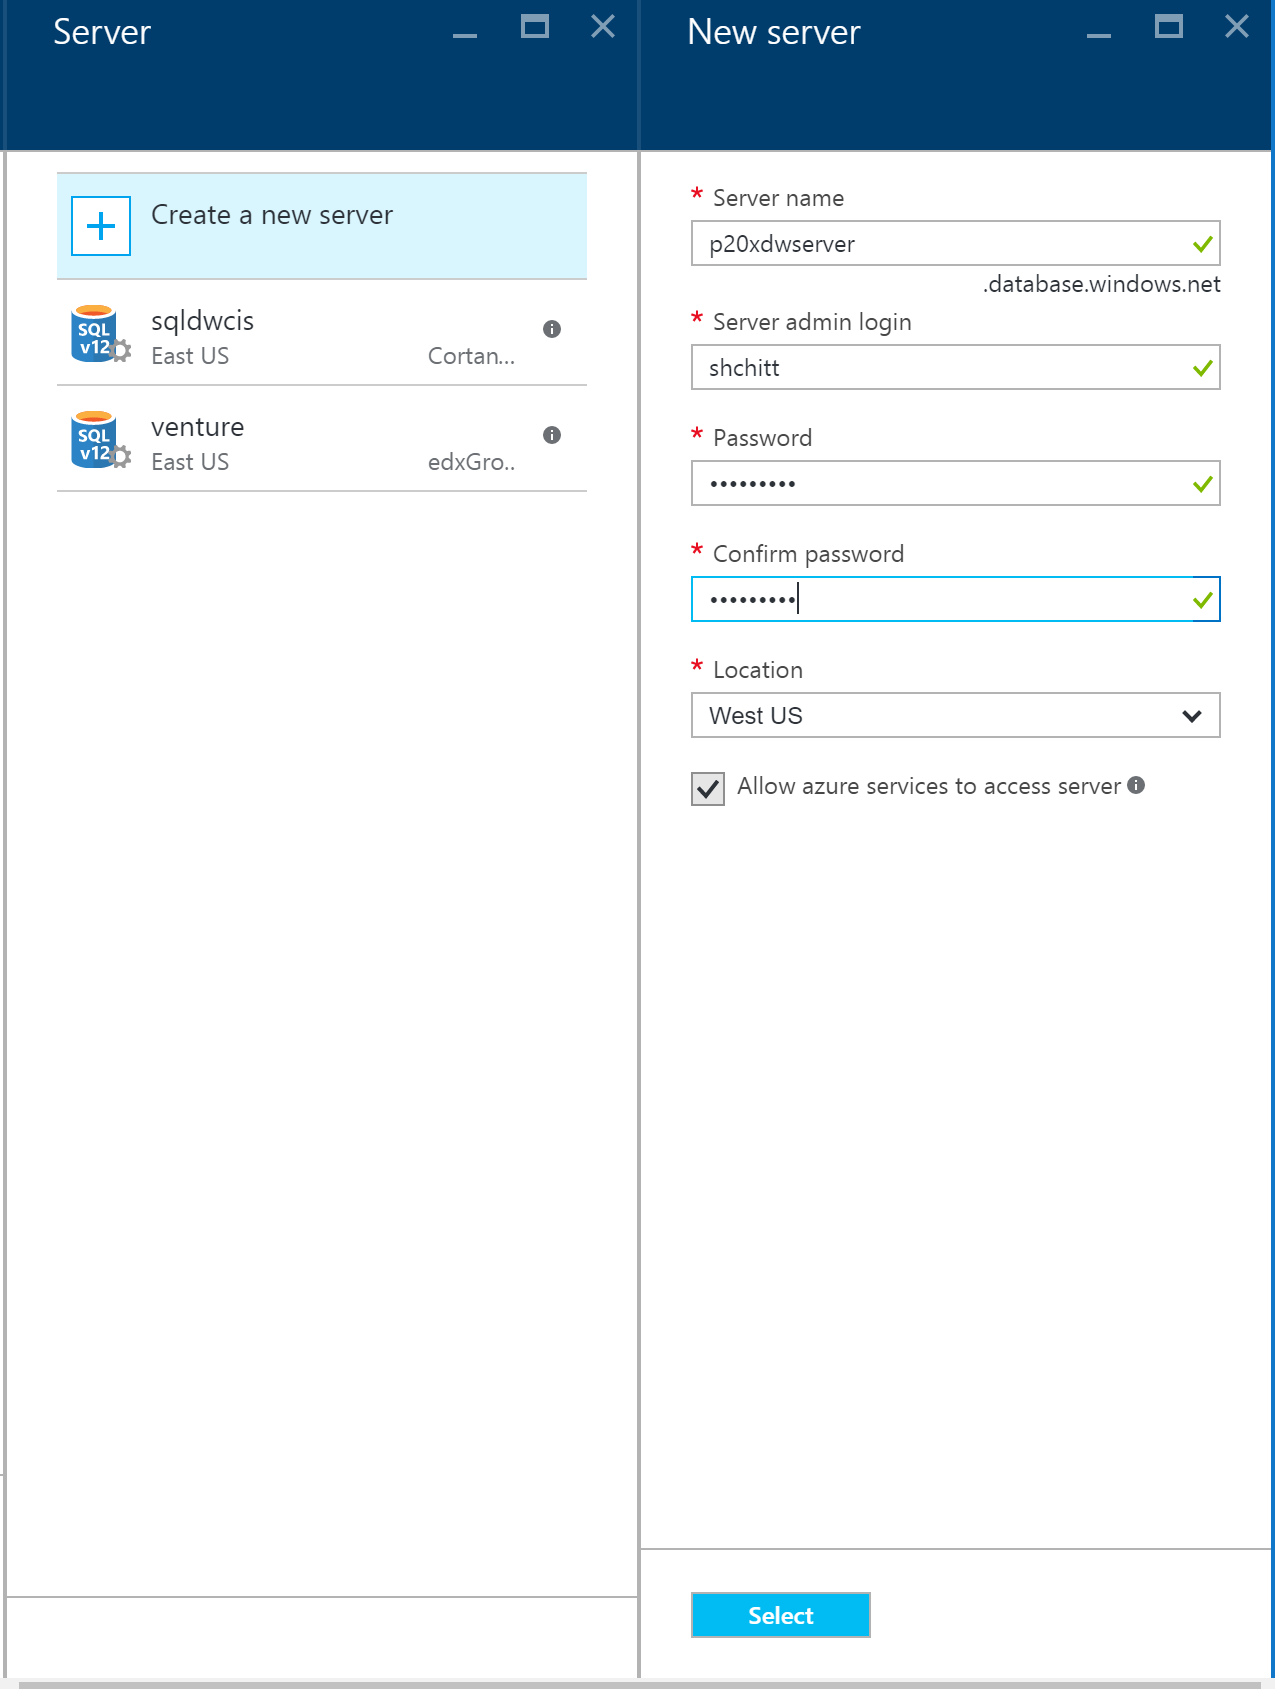 Server
Create a new server
SQL
v12
sqldwcis
East US
Cortan...
SQL
v12
venture
East US
edxGro..
New server
* Server name
p20xdwserver
.database.windows.net
* Server admin login
shchitt
* Password
•••••••••
* Confirm password
•••••••••
* Location
West US
Allow azure services to access server
Select